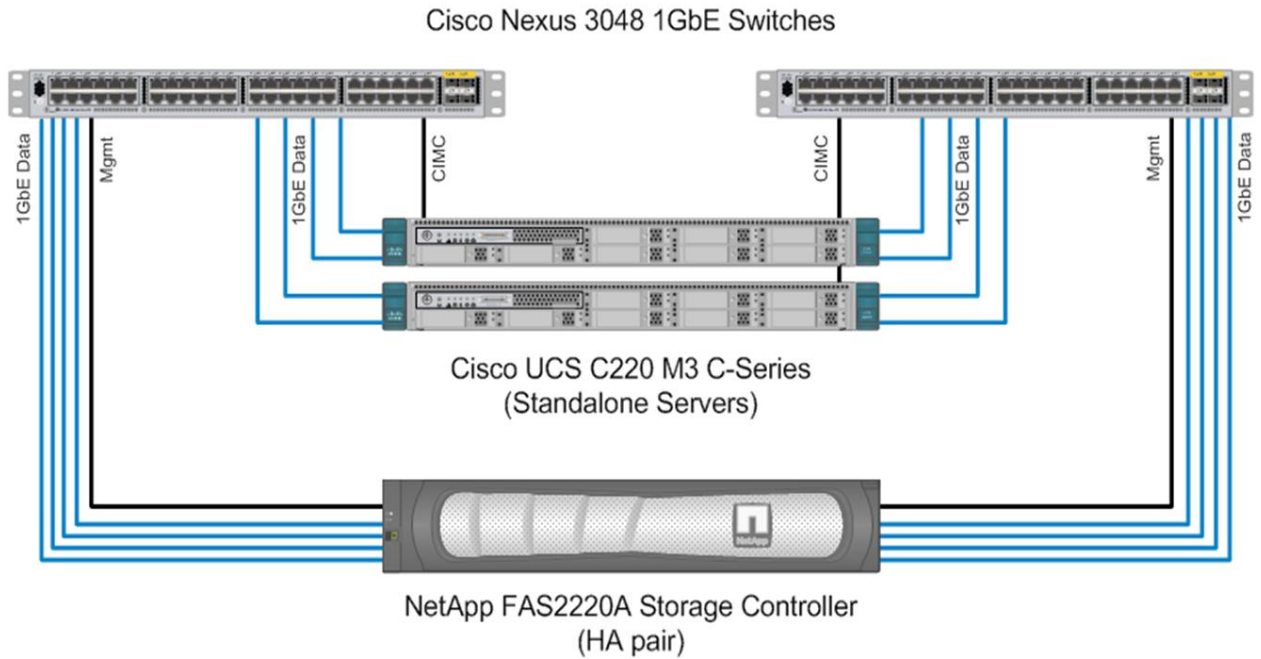 Cisco Nexus 3048 1GbE Switches
1GbE Data
Mgmt
1GbE Data
CIMC
CIMC
1GbE Data
Mgmt
1GbE Data
Cisco UCS C220 M3 C-Series
(Standalone Servers)
NetApp
NetApp FAS2220A Storage Controller
(HA pair)